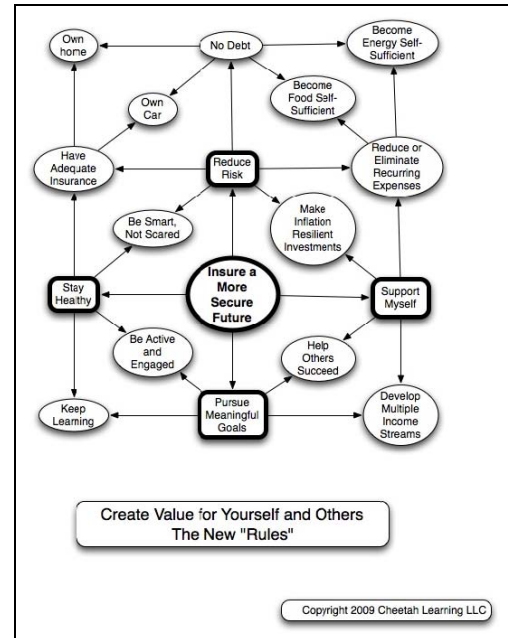 Own
home
No Debt
Become
Energy Self-
Sufficient
Own
Car
Become
Food Self-
Sufficient
Have
Adequate
Insurance
Reduce
Risk
Reduce or
Eliminate
Recurring
Expenses
Be Smart,
Not Scared
Make
Inflation
Resilient
Investments
Stay
Healthy
Insure a
More
Secure
Future
Support
Myself
Be Active
and
Engaged
Help
Others
Succeed
Keep
Learning
Pursue
Meaningful
Goals
Develop
Multiple
Income
Streams
Create Value for Yourself and Others
The New "Rules"
Copyright 2009 Cheetah Learning LLC